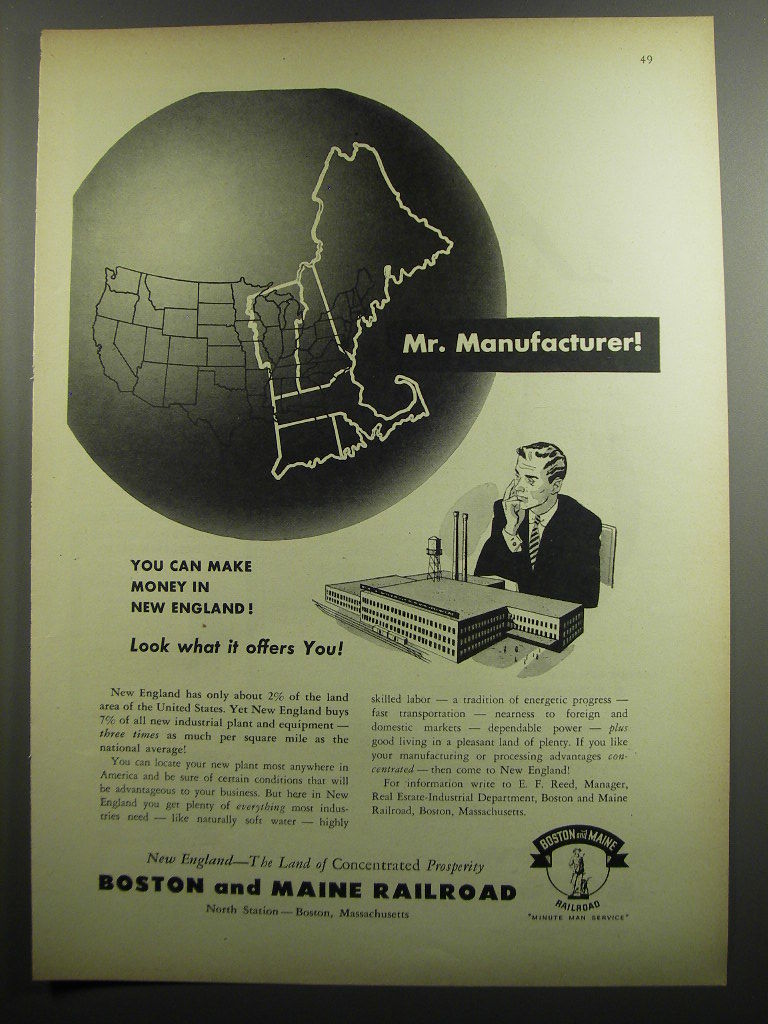 49
Mr. Manufacturer!
YOU CAN MAKE
MONEY IN
NEW ENGLAND!
Look what it offers You!
New England has only about 2% of the land
area of the United States. Yet New England buys
7% of all new industrial plant and equipment —
three times as much per square mile as the
national average!
You can locate your new plant most anywhere in
America and be sure of certain conditions that will
be advantageous to your business. But here in New
England you get plenty of everything most indus-
tries need — like naturally soft water — highly
skilled labor — a tradition of energetic progress —
fast transportation — nearness to foreign and
domestic markets — dependable power — plus
good living in a pleasant land of plenty. If you like
your manufacturing or processing advantages con-
centrated — then come to New England!
For information write to E. F. Reed, Manager,
Real Estate-Industrial Department, Boston and Maine
Railroad, Boston, Massachusetts.
New England—The Land of Concentrated Prosperity
BOSTON and MAINE RAILROAD
North Station — Boston, Massachusetts
BOSTON and MAINE
RAILROAD
"MINUTE MAN SERVICE"